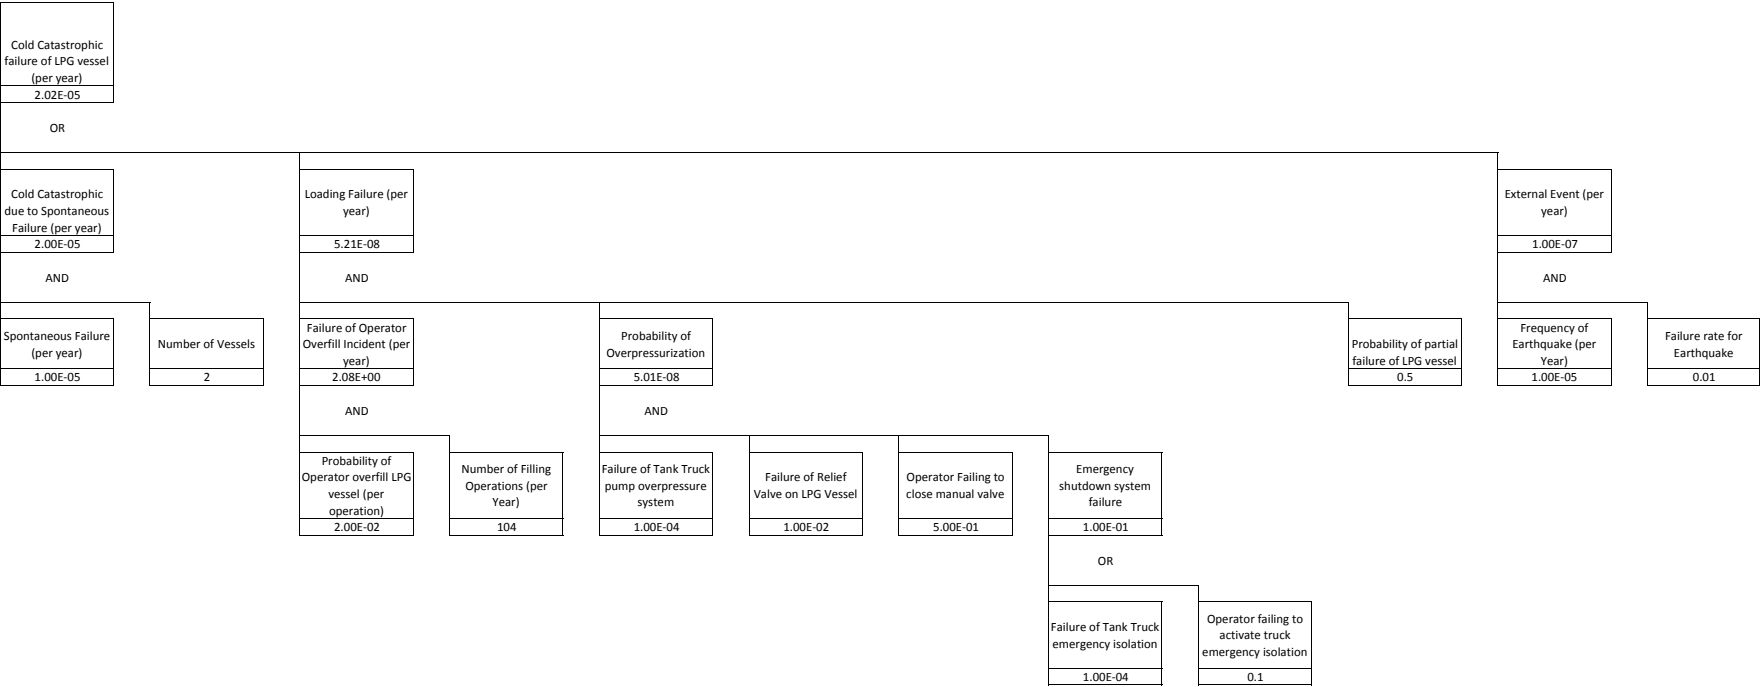 Cold Catastrophic
failure of LPG vessel
(per year)
2.02E-05
OR
Cold Catastrophic
due to Spontaneous
Failure (per year)
2.00E-05
Loading Failure (per
year)
5.21E-08
External Event (per
year)
1.00E-07
AND
AND
AND
Spontaneous Failure
(per year)
1.00E-05
Number of Vessels
2
Failure of Operator
Overfill Incident (per
year)
2.08E+00
Probability of
Overpressurization
5.01E-08
Probability of partial
failure of LPG vessel
0.5
Frequency of
Earthquake (per
Year)
1.00E-05
Failure rate for
Earthquake
0.01
AND
AND
Probability of
Operator overfill LPG
vessel (per
operation)
2.00E-02
Number of Filling
Operations (per
Year)
104
Failure of Tank Truck
pump overpressure
system
1.00E-04
Failure of Relief
Valve on LPG Vessel
1.00E-02
Operator Failing to
close manual valve
5.00E-01
Emergency
shutdown system
failure
1.00E-01
OR
Failure of Tank Truck
emergency isolation
1.00E-04
Operator failing to
activate truck
emergency isolation
0.1